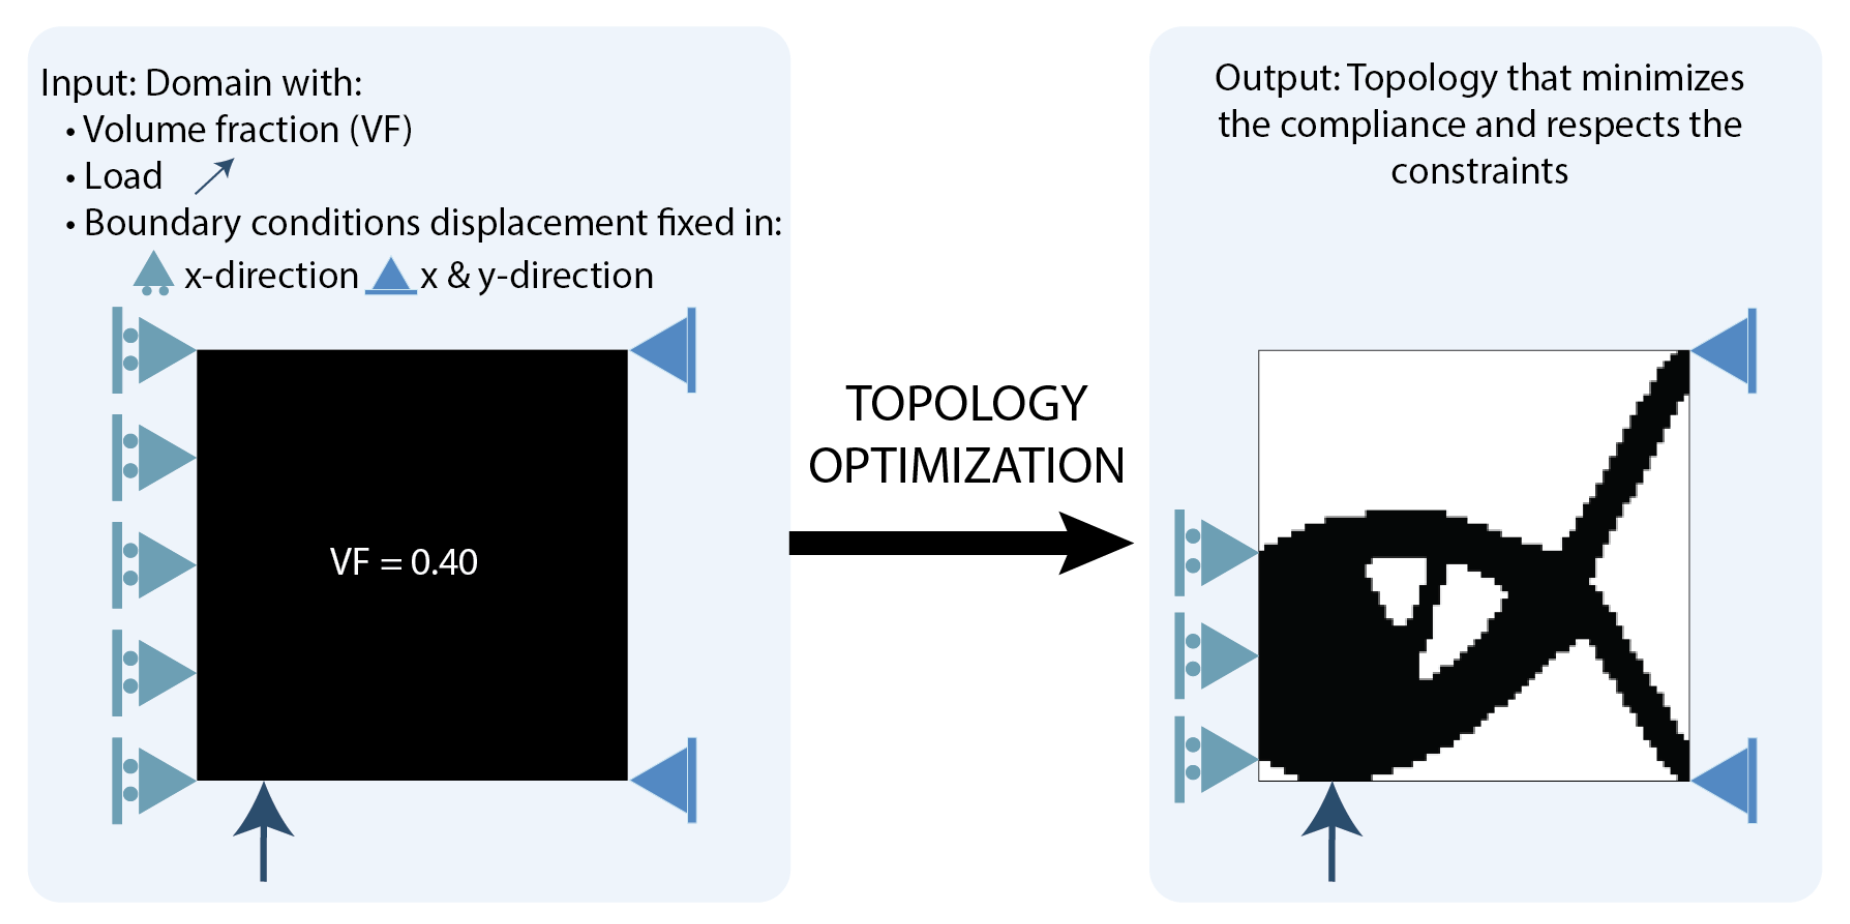 Input: Domain with:
• Volume fraction (VF)
• Load
• Boundary conditions displacement fixed in:
x-direction x & y-direction
VF = 0.40
TOPOLOGY
OPTIMIZATION
Output: Topology that minimizes
the compliance and respects the
constraints